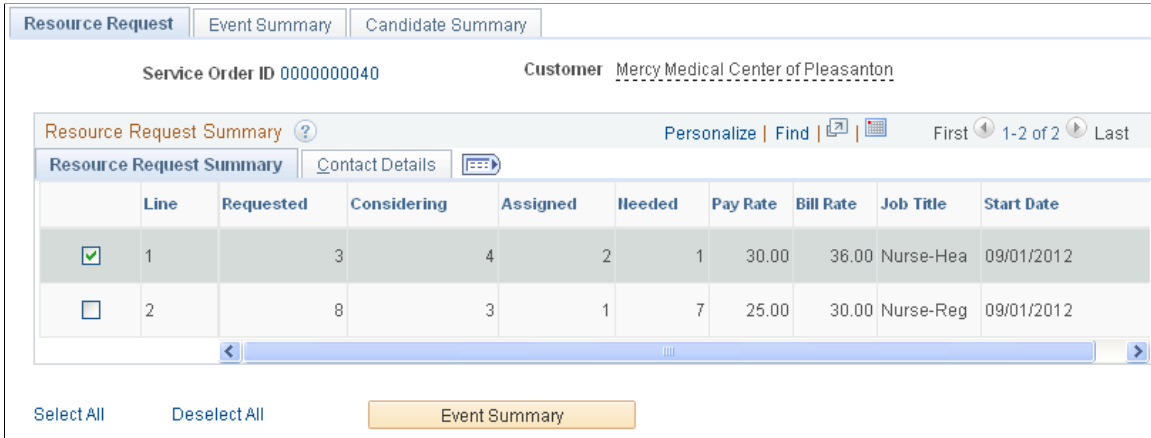 Resource Request Event Summary Candidate Summary
Service Order ID 0000000040 Customer Mercy Medical Center of Pleasanton
Resource Request Summary ? Personalize | Find | | First 1-2 of 2 Last
Resource Request Summary Contact Details
Line Requested Considering Assigned Needed Pay Rate Bill Rate Job Title Start Date
1 3 4 2 1 30.00 36.00 Nurse-Hea 09/01/2012
2 8 3 1 7 25.00 30.00 Nurse-Reg 09/01/2012
Select All Deselect All Event Summary